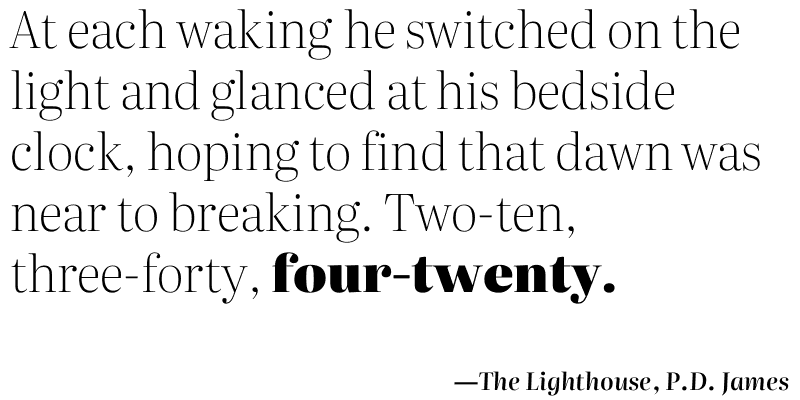 At each waking he switched on the
light and glanced at his bedside
clock, hoping to find that dawn was
near to breaking. Two-ten,
three-forty, four-twenty.
—The Lighthouse, P.D. James